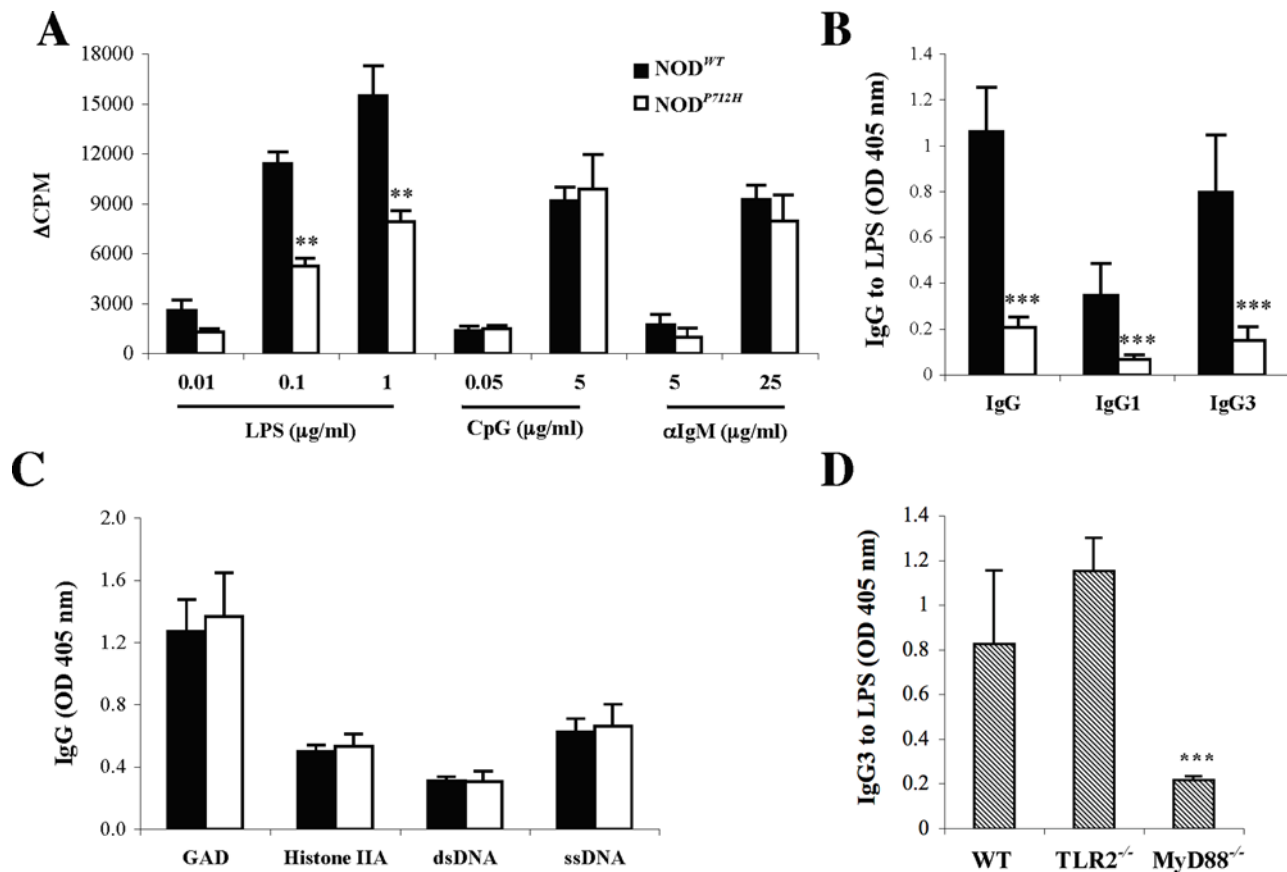 A
ΔCPM
18000
15000
12000
9000
6000
3000
0
NOD^WT
NOD^P712H
**
**
0.01 0.1 1 0.05 5 5 25
LPS (μg/ml) CpG (μg/ml) αIgM (μg/ml)
B
IgG to LPS (OD 405 nm)
1.4
1.2
1
0.8
0.6
0.4
0.2
0
***
***
***
IgG IgG1 IgG3
C
IgG (OD 405 nm)
2.0
1.6
1.2
0.8
0.4
0.0
GAD Histone IIA dsDNA ssDNA
D
IgG3 to LPS (OD 405 nm)
1.4
1.2
1
0.8
0.6
0.4
0.2
0
***
WT TLR2-/- MyD88-/-